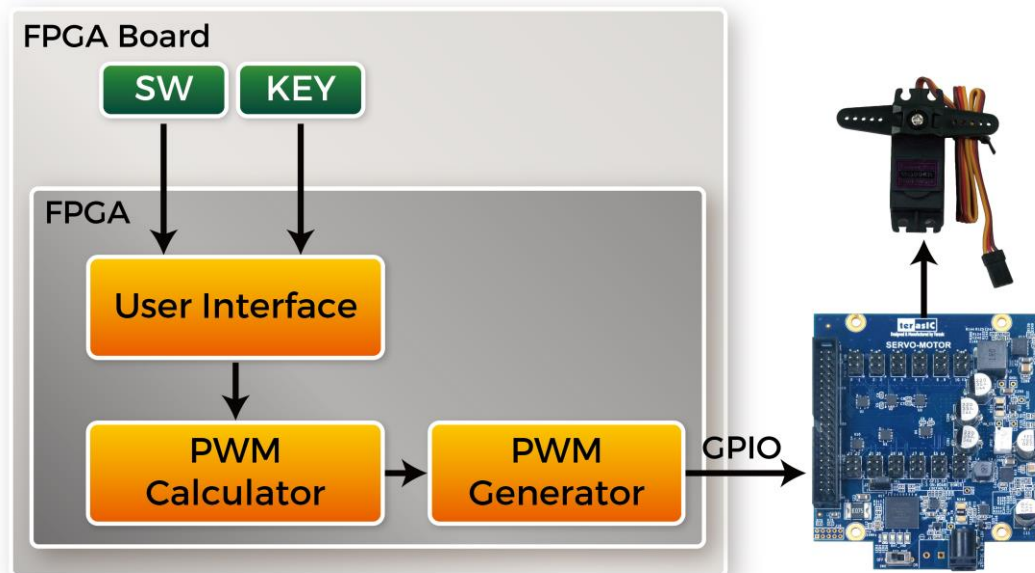 FPGA Board
SW
KEY
FPGA
User Interface
PWM
Calculator
PWM
Generator
GPIO
terasIC
SERVO-MOTOR